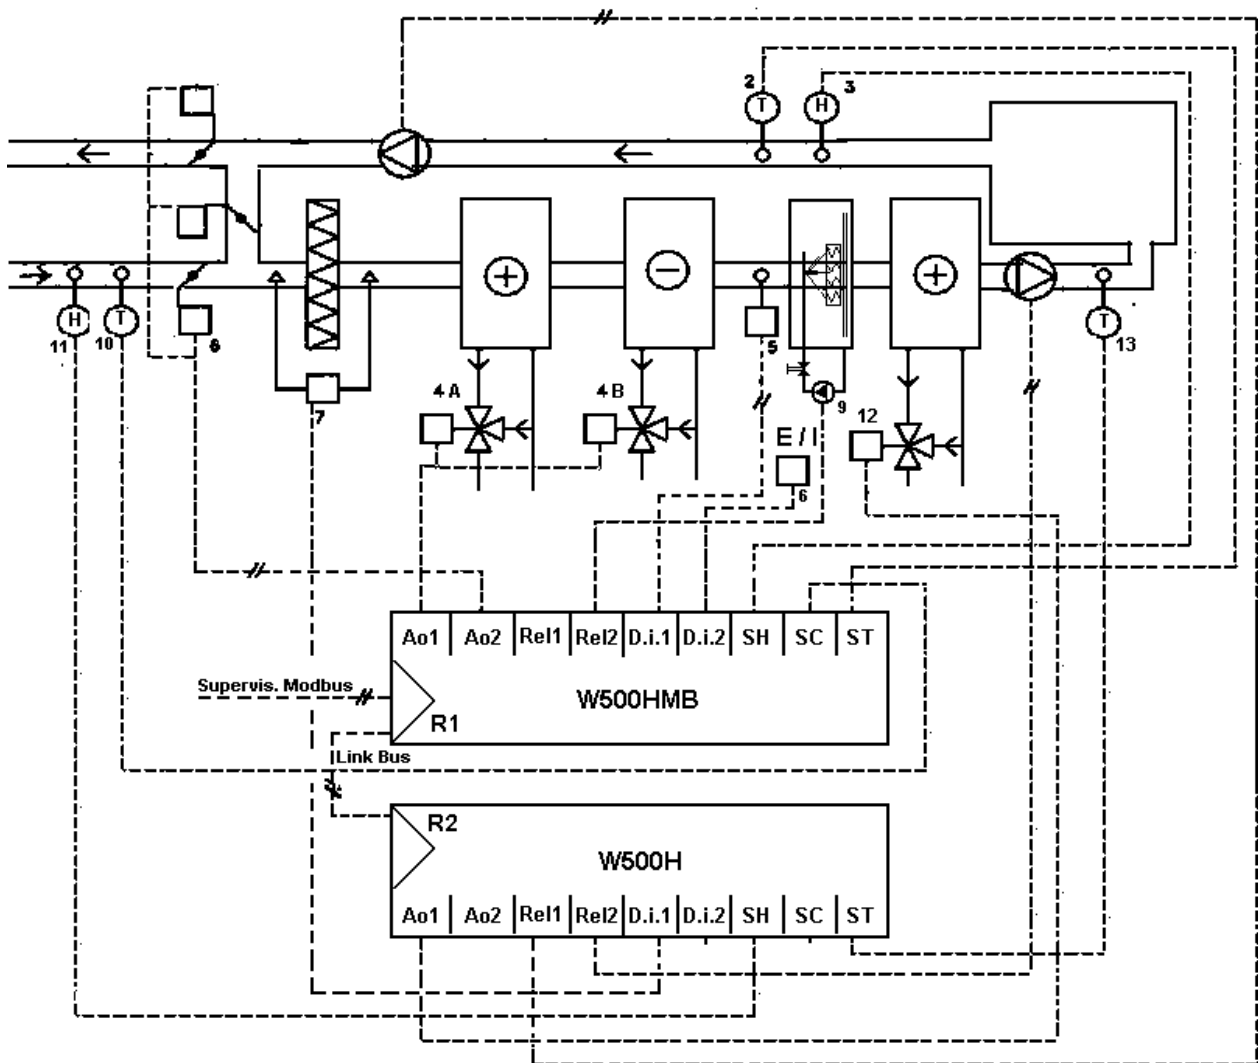 2
3
T
H
H
T
11
10
6
7
4 A
4 B
5
9
E / I
6
12
T
13
Ao1 Ao2 Rel1 Rel2 D.i.1 D.i.2 SH SC ST
Supervis. Modbus
R1
W500HMB
Link Bus
R2
W500H
Ao1 Ao2 Rel1 Rel2 D.i.1 D.i.2 SH SC ST